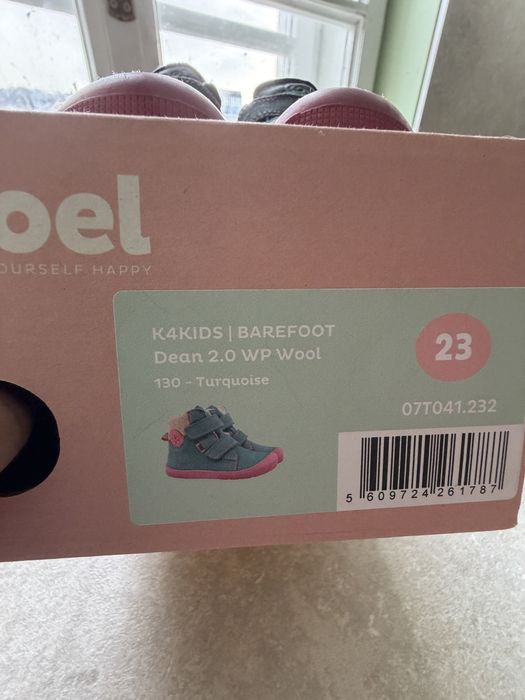 oel
OURSELF HAPPY
K4KIDS | BAREFOOT
Dean 2.0 WP Wool
130 - Turquoise
23
07T041.232
5 609724 261787